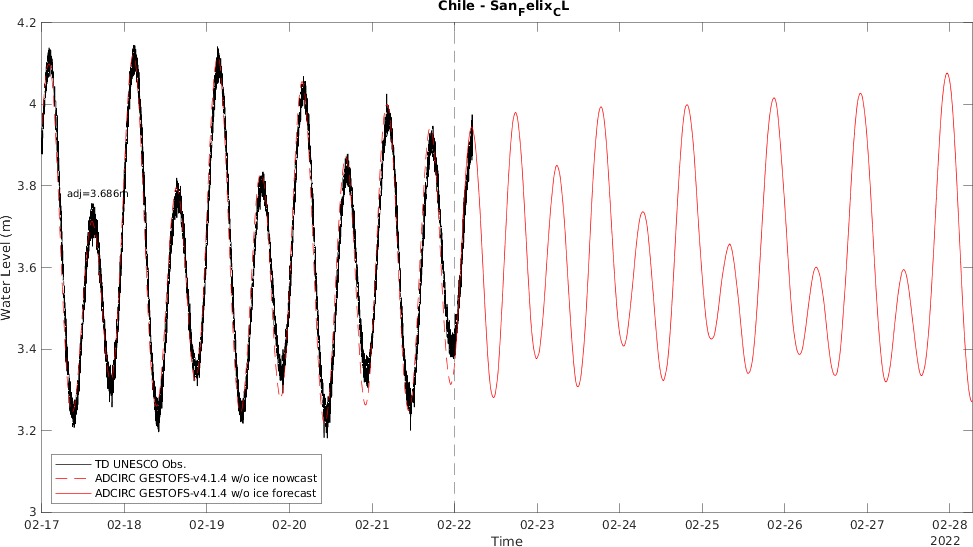 Chile - SanFelixCL
4.2
4
3.8
3.6
3.4
3.2
3
Water Level (m)
adj=3.686m
TD UNESCO Obs.
ADCIRC GESTOFS-v4.1.4 w/o ice nowcast
ADCIRC GESTOFS-v4.1.4 w/o ice forecast
02-17 02-18 02-19 02-20 02-21 02-22 02-23 02-24 02-25 02-26 02-27 02-28
Time
2022